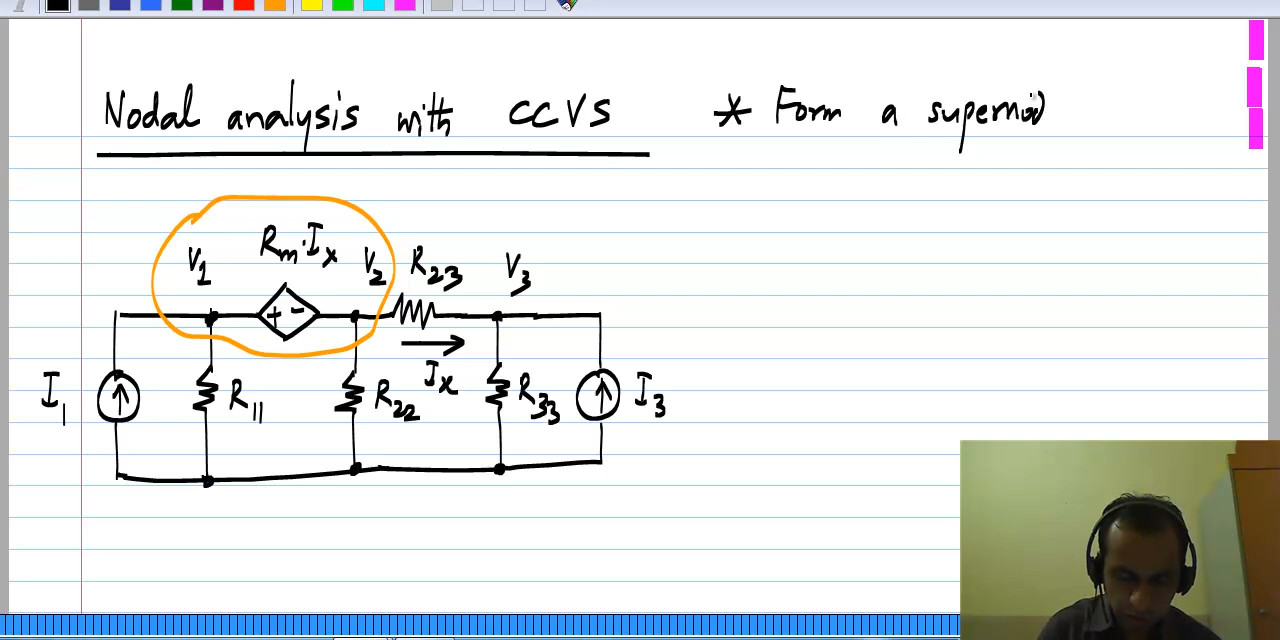 Nodal analysis with CCVS * Form a supernod
Rm·Ix
V1 V2 R23 V3
Ix
I1 R11 R22 R33 I3
+ -